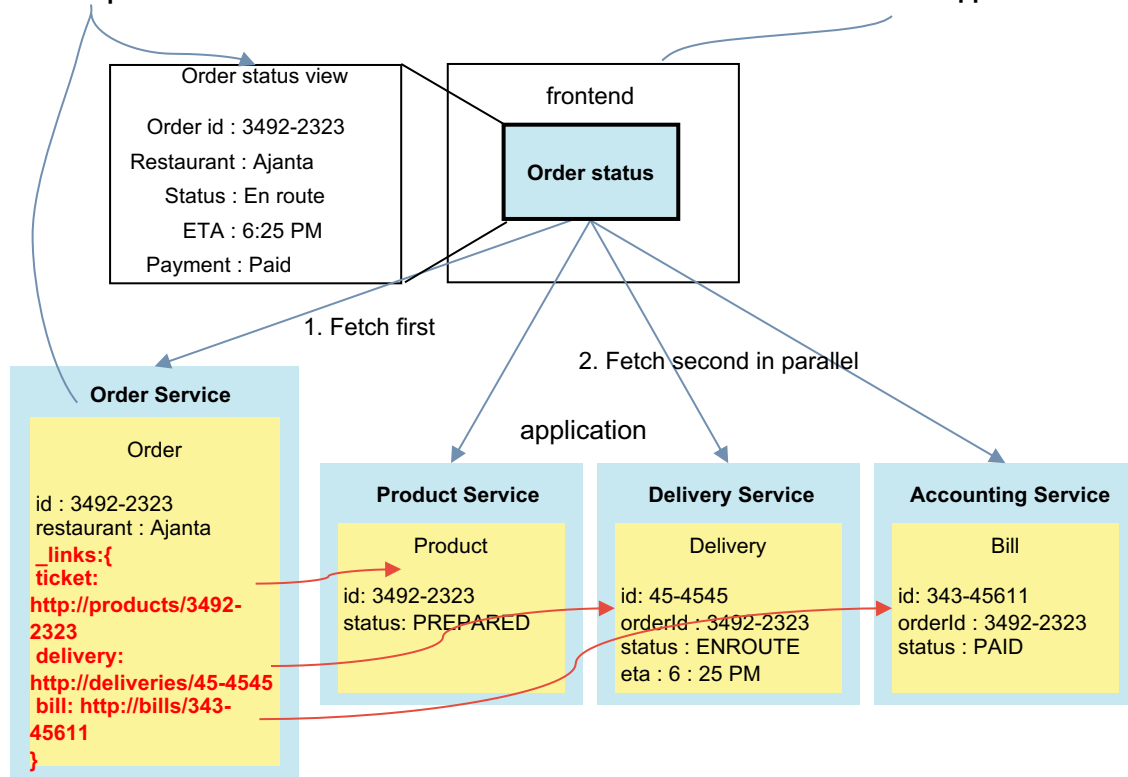 Order status view
Order id : 3492-2323
Restaurant : Ajanta
Status : En route
ETA : 6:25 PM
Payment : Paid
frontend
Order status
1. Fetch first
2. Fetch second in parallel
application
Order Service
Order
id : 3492-2323
restaurant : Ajanta
_links:{
ticket:
http://products/3492-
2323
delivery:
http://deliveries/45-4545
bill: http://bills/343-
45611
}
Product Service
Product
id: 3492-2323
status: PREPARED
Delivery Service
Delivery
id: 45-4545
orderId : 3492-2323
status : ENROUTE
eta : 6 : 25 PM
Accounting Service
Bill
id: 343-45611
orderId : 3492-2323
status : PAID